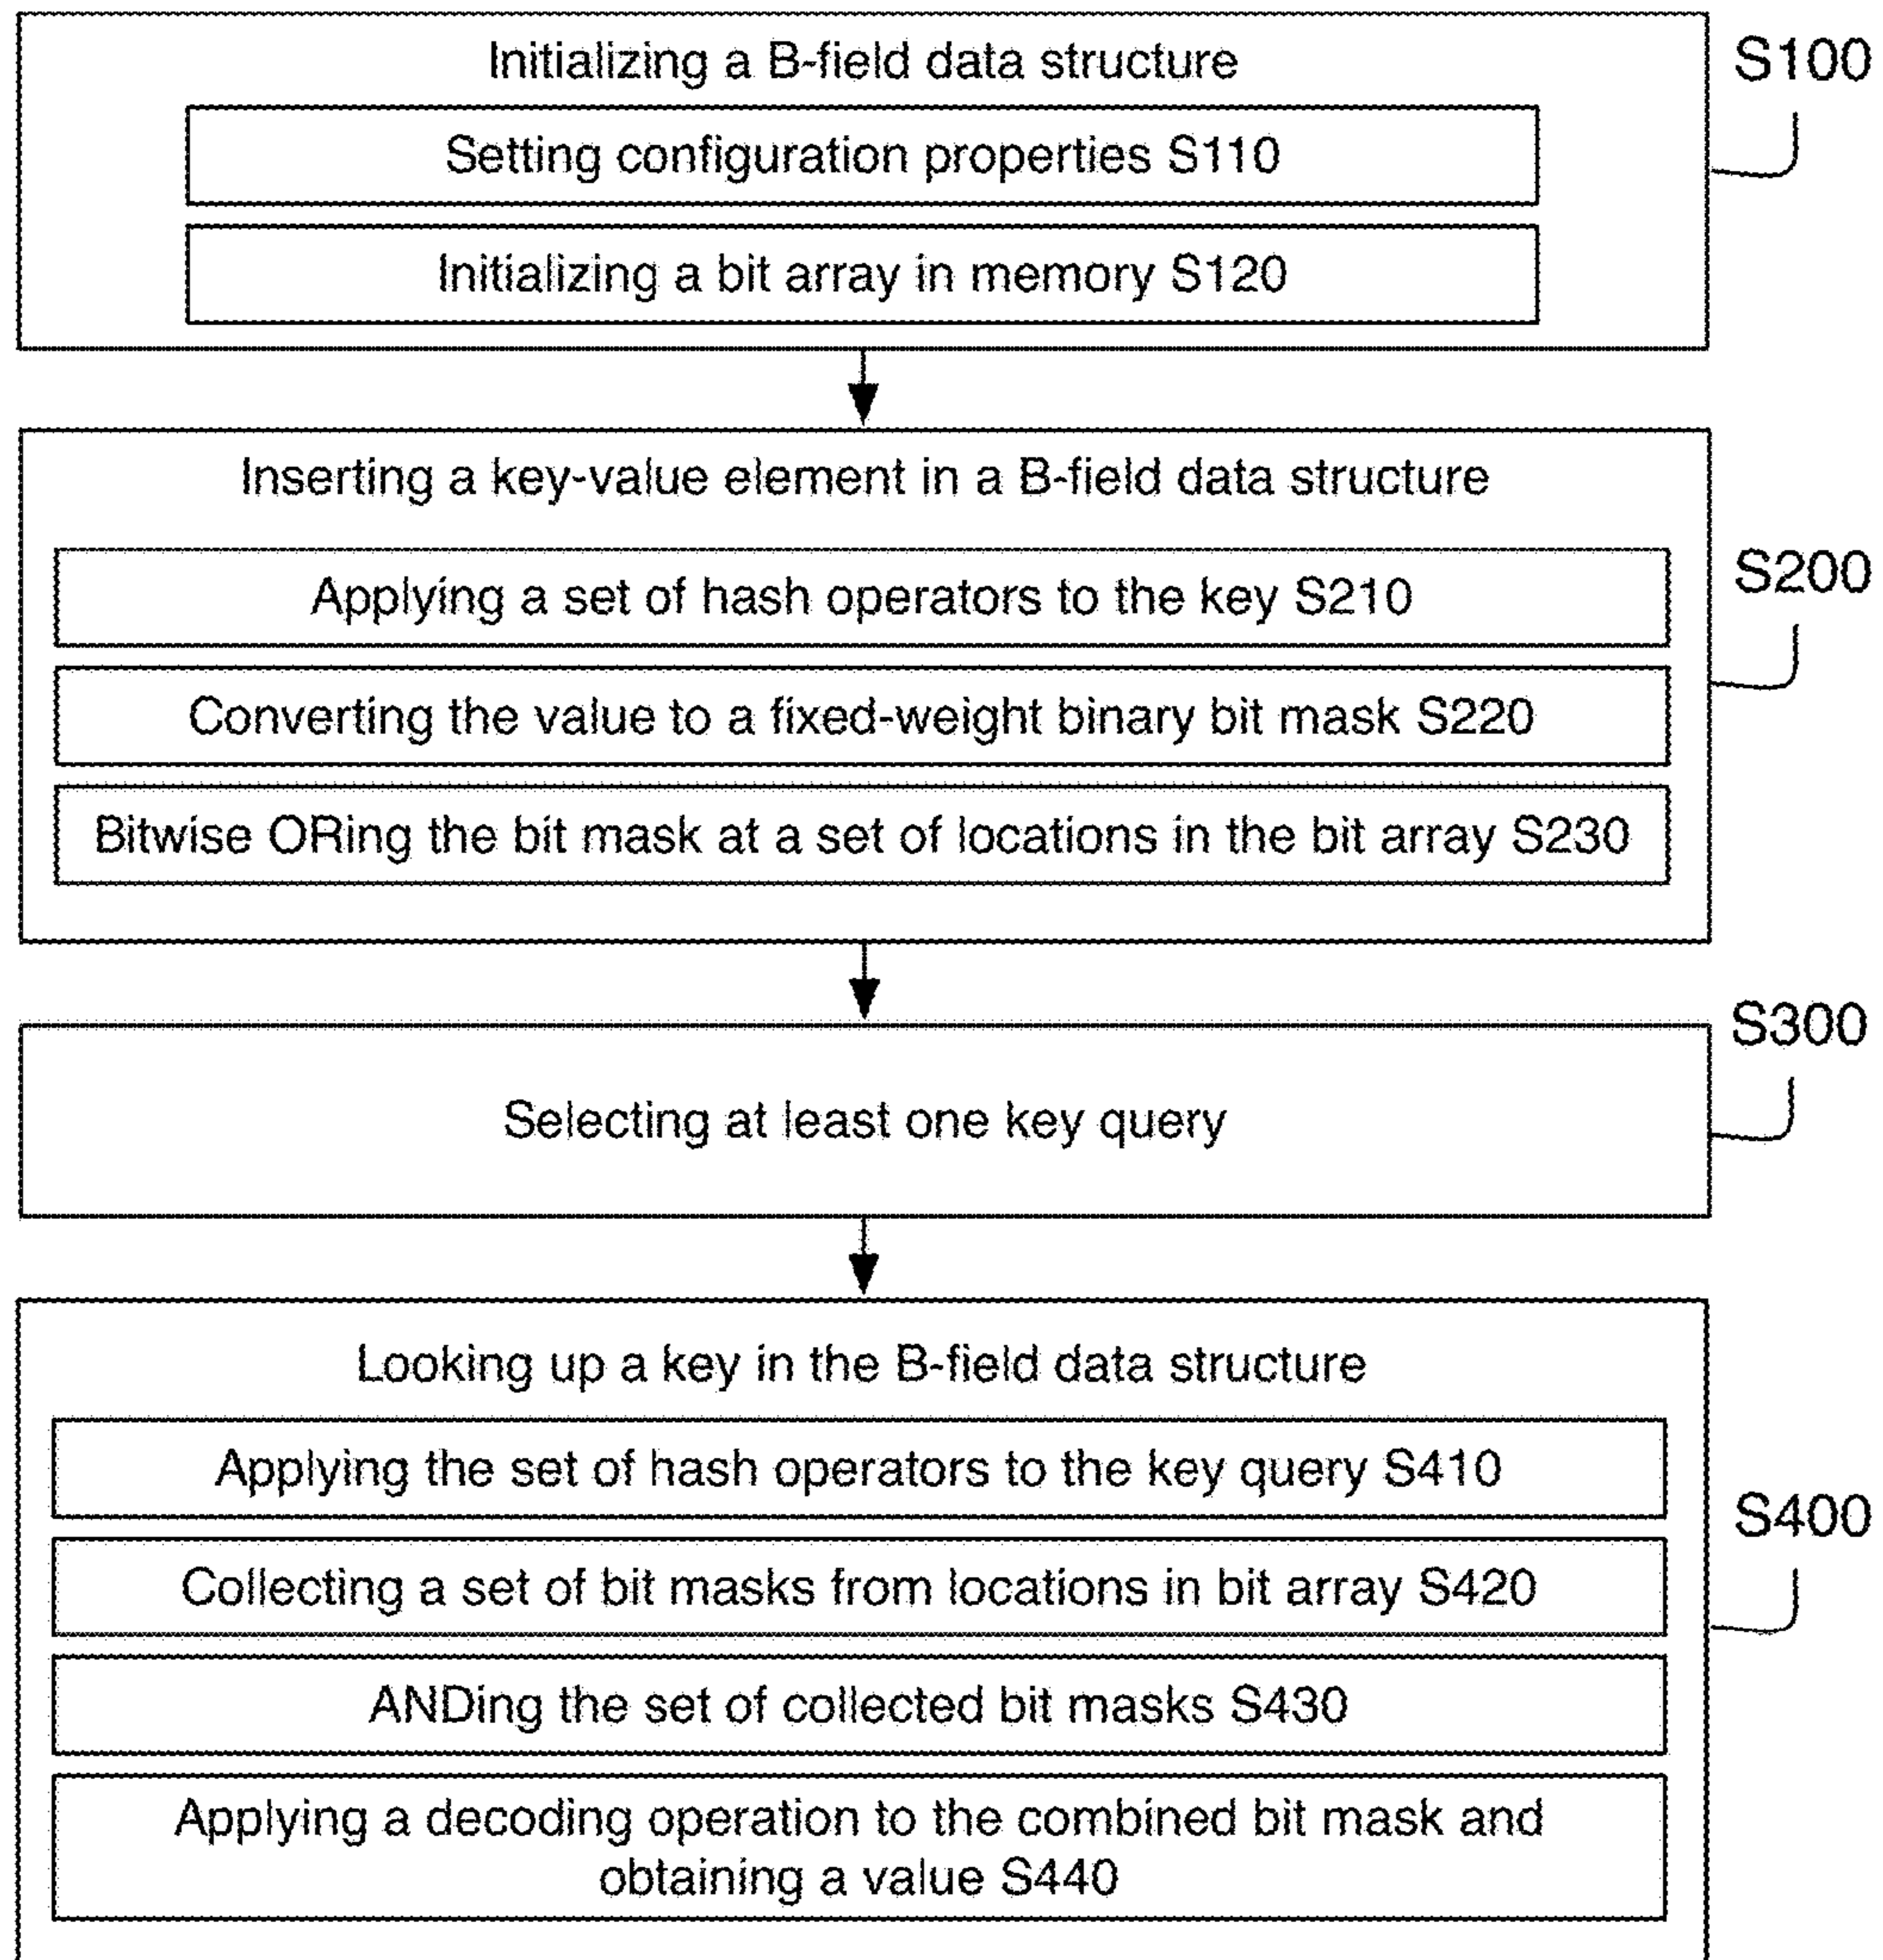 Initializing a B-field data structure
S100
Setting configuration properties S110
Initializing a bit array in memory S120
Inserting a key-value element in a B-field data structure
S200
Applying a set of hash operators to the key S210
Converting the value to a fixed-weight binary bit mask S220
Bitwise ORing the bit mask at a set of locations in the bit array S230
S300
Selecting at least one key query
Looking up a key in the B-field data structure
Applying the set of hash operators to the key query S410
S400
Collecting a set of bit masks from locations in bit array S420
ANDing the set of collected bit masks S430
Applying a decoding operation to the combined bit mask and
obtaining a value S440